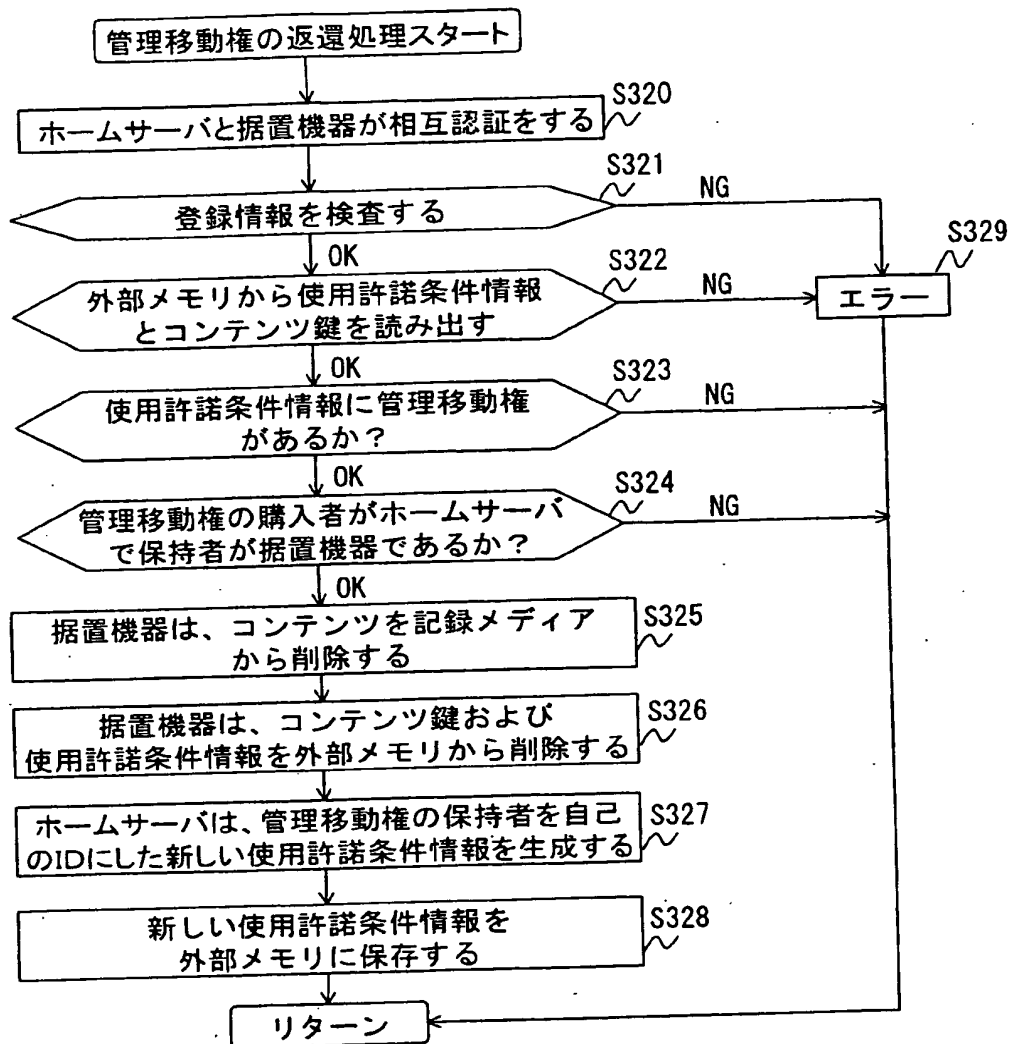 管理移動権の返還処理スタート
S320
ホームサーバと据置機器が相互認証をする
S321
登録情報を検査する
NG
OK
S322
外部メモリから使用許諾条件情報
とコンテンツ鍵を読み出す
NG
S329
エラー
OK
S323
使用許諾条件情報に管理移動権
があるか?
NG
OK
S324
管理移動権の購入者がホームサーバ
で保持者が据置機器であるか?
NG
OK
S325
据置機器は、コンテンツを記録メディア
から削除する
S326
据置機器は、コンテンツ鍵および
使用許諾条件情報を外部メモリから削除する
S327
ホームサーバは、管理移動権の保持者を自己
のIDにした新しい使用許諾条件情報を生成する
S328
新しい使用許諾条件情報を
外部メモリに保存する
リターン